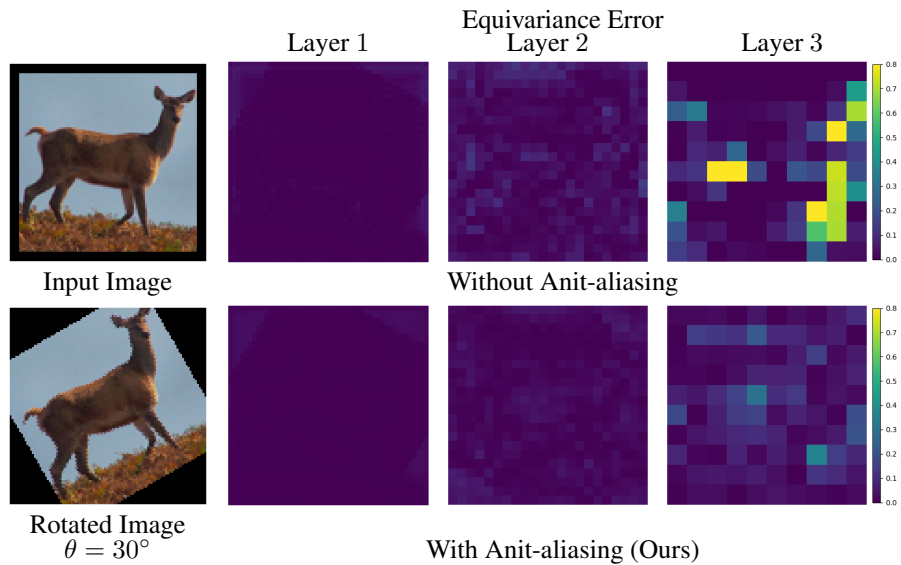 Equivariance Error
Layer 1
Layer 2
Layer 3
0.8
0.7
0.6
0.5
0.4
0.3
0.2
0.1
0.0
Input Image
Without Anit-aliasing
0.8
0.7
0.6
0.5
0.4
0.3
0.2
0.1
0.0
Rotated Image
θ = 30°
With Anit-aliasing (Ours)